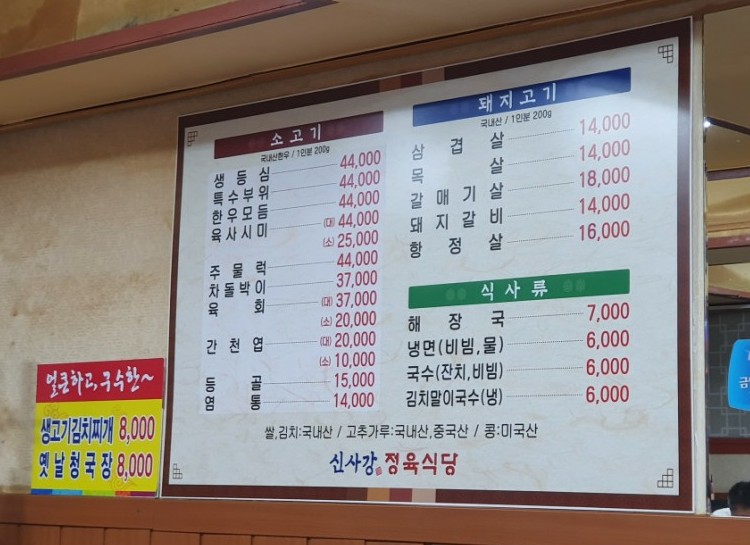 소고기
국내산한우 / 1인분 200g
생등심 44,000
특수부위 44,000
한우모듬 44,000
육사시미 (대) 44,000
(소) 25,000
주물럭 44,000
차돌박이 37,000
육회 (대) 37,000
(소) 20,000
간천엽 (대) 20,000
(소) 10,000
등골 15,000
염통 14,000
돼지고기
국내산 / 1인분 200g
삼겹살 14,000
목살 14,000
갈매기살 18,000
돼지갈비 14,000
항정살 16,000
식사류
해장국 7,000
냉면(비빔,물) 6,000
국수(잔치,비빔) 6,000
김치말이국수(냉) 6,000
쌀,김치:국내산 / 고추가루:국내산,중국산 / 콩:미국산
신사강 정육식당
얼큰하고,구수한~
생고기김치찌개 8,000
옛날청국장 8,000